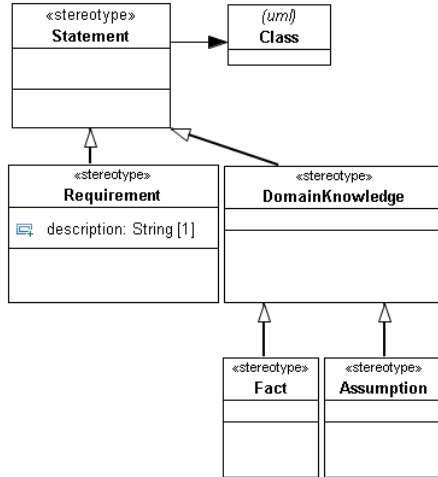 «stereotype»
Statement
(uml)
Class
«stereotype»
Requirement
description: String [1]
«stereotype»
DomainKnowledge
«stereotype»
Fact
«stereotype»
Assumption